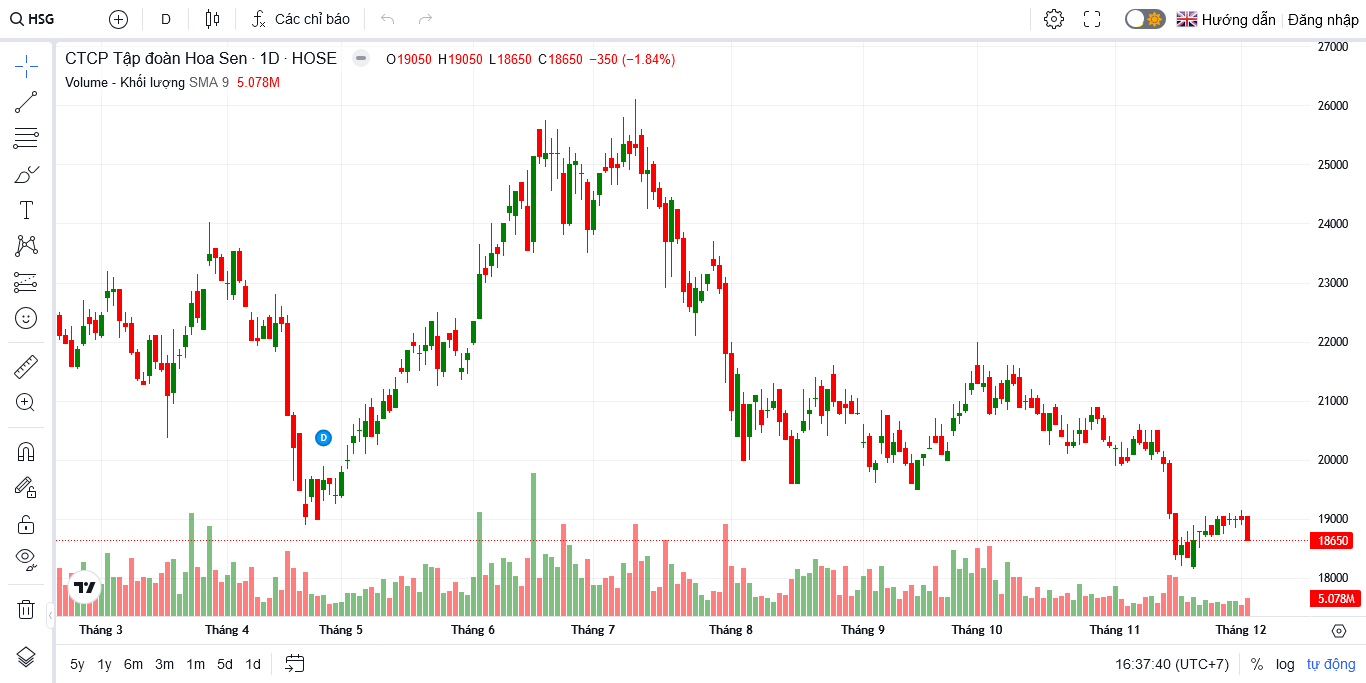 HSG D Các chỉ báo Hướng dẫn Đăng nhập
CTCP Tập đoàn Hoa Sen · 1D · HOSE O19050 H19050 L18650 C18650 −350 (−1.84%)
Volume - Khối lượng SMA 9 5.078M
27000
26000
25000
24000
23000
22000
21000
20000
19000
18650
18000
5.078M
D
Tháng 3 Tháng 4 Tháng 5 Tháng 6 Tháng 7 Tháng 8 Tháng 9 Tháng 10 Tháng 11 Tháng 12
5y 1y 6m 3m 1m 5d 1d 16:37:40 (UTC+7) % log tự động